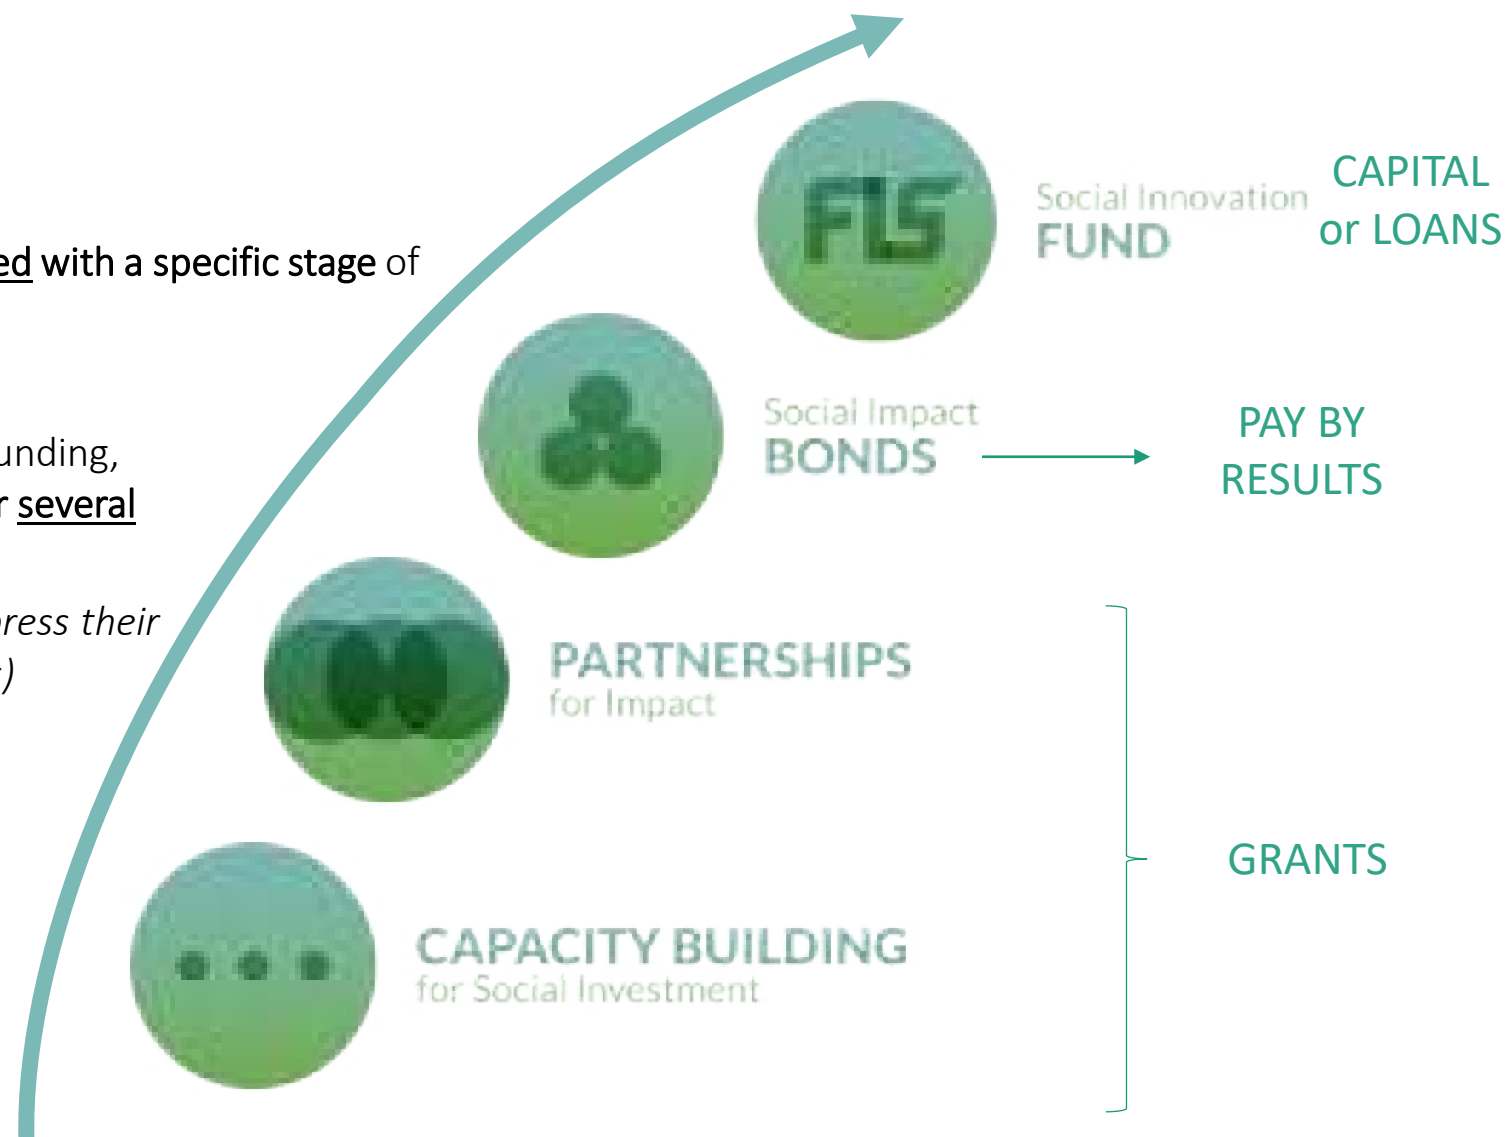 ed with a specific stage of
unding,
r several
press their
)
FIS
Social Innovation
FUND
CAPITAL
or LOANS
Social Impact
BONDS
PAY BY
RESULTS
PARTNERSHIPS
for Impact
GRANTS
CAPACITY BUILDING
for Social Investment